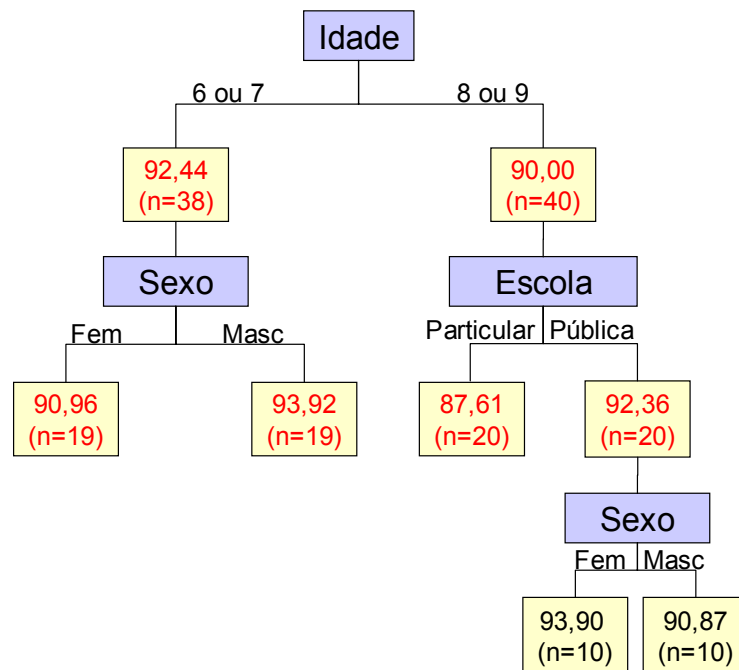 Idade
6 ou 7
8 ou 9
92,44
(n=38)
90,00
(n=40)
Sexo
Escola
Fem
Masc
Particular
Pública
90,96
(n=19)
93,92
(n=19)
87,61
(n=20)
92,36
(n=20)
Sexo
Fem
Masc
93,90
(n=10)
90,87
(n=10)